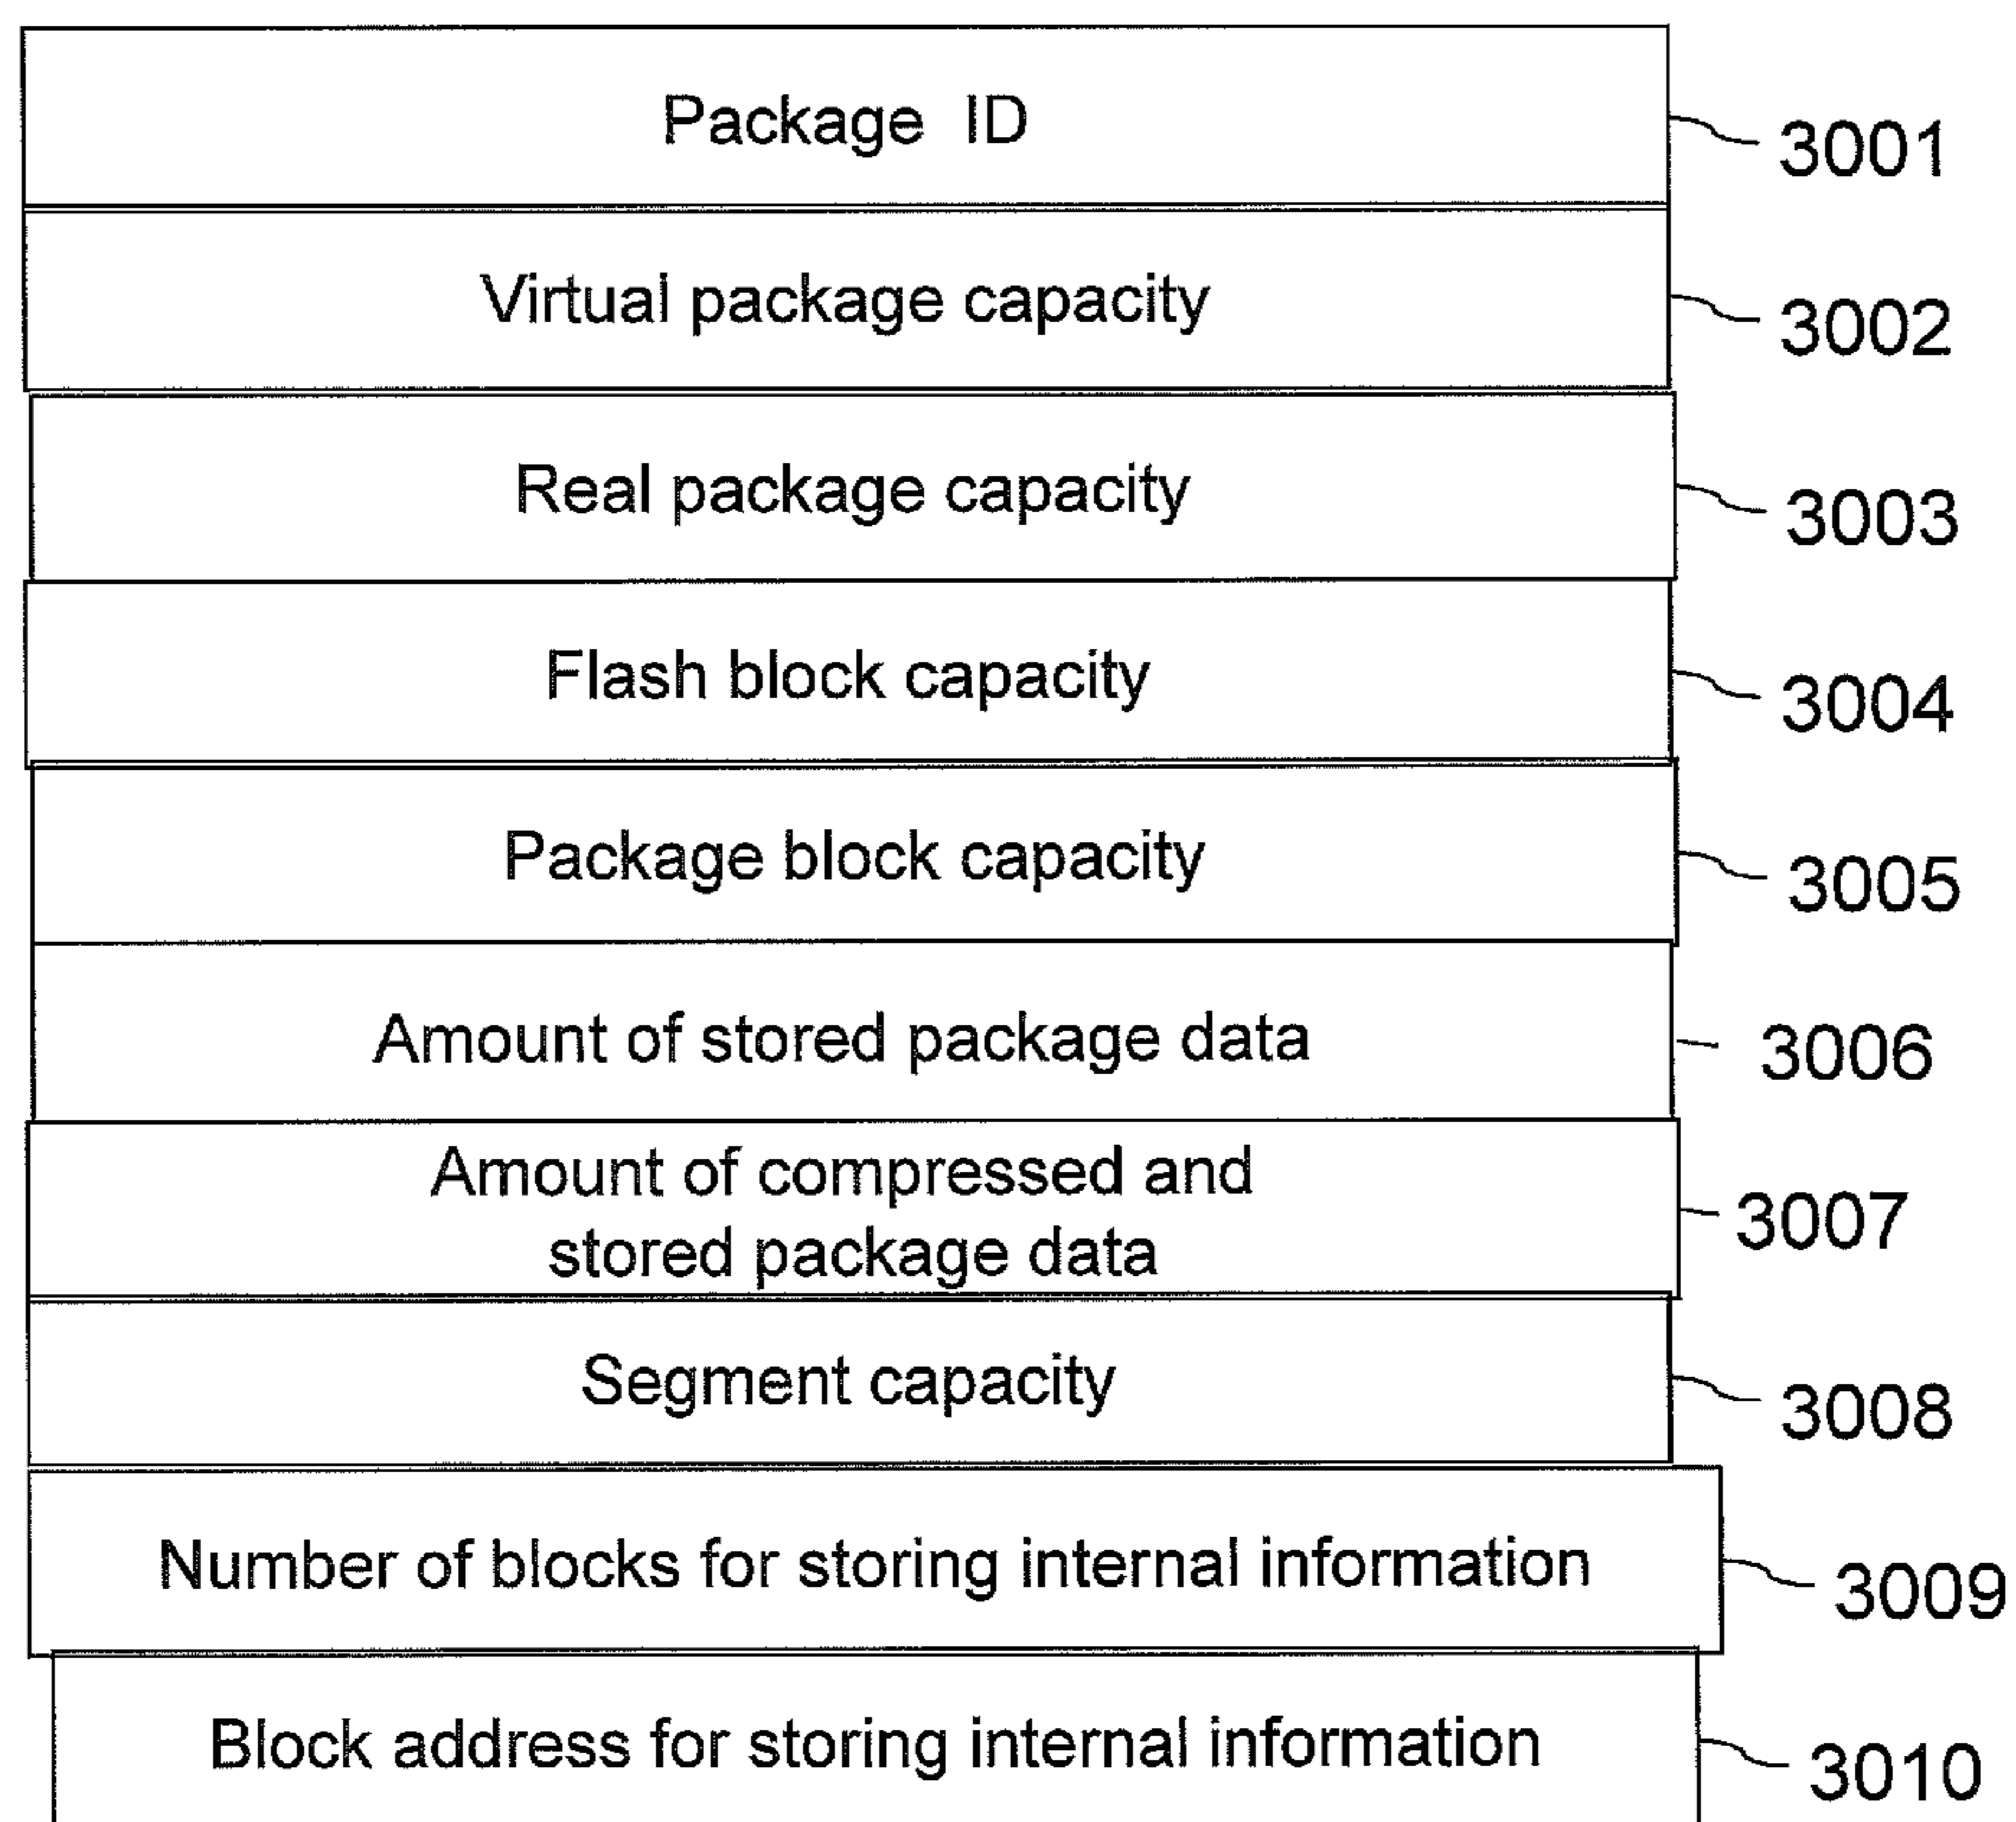 Package ID
3001
Virtual package capacity
3002
Real package capacity
3003
Flash block capacity
3004
Package block capacity
3005
Amount of stored package data
3006
Amount of compressed and
stored package data
3007
Segment capacity
3008
Number of blocks for storing internal information
3009
Block address for storing internal information
3010